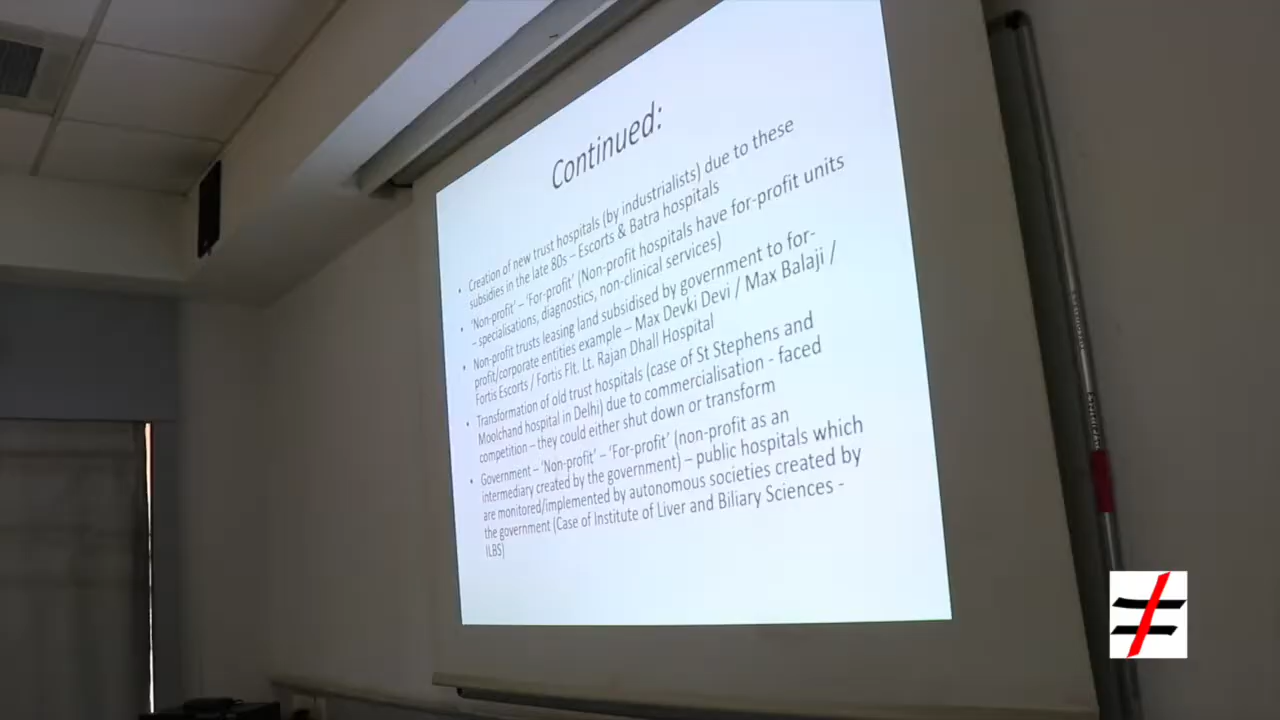 Continued:
• Creation of new trust hospitals (by industrialists) due to these
subsidies in the late 80s – Escorts & Batra hospitals
• 'Non-profit' – 'For-profit' (Non-profit hospitals have for-profit units
– specialisations, diagnostics, non-clinical services)
• Non-profit trusts leasing land subsidised by government to for-
profit/corporate entities example – Max Devki Devi / Max Balaji /
Fortis Escorts / Fortis Flt. Lt. Rajan Dhall Hospital
• Transformation of old trust hospitals (case of St Stephens and
Moolchand hospital in Delhi) due to commercialisation - faced
competition – they could either shut down or transform
• Government – 'Non-profit' – 'For-profit' (non-profit as an
intermediary created by the government) – public hospitals which
are monitored/implemented by autonomous societies created by
the government (Case of Institute of Liver and Biliary Sciences -
ILBS)